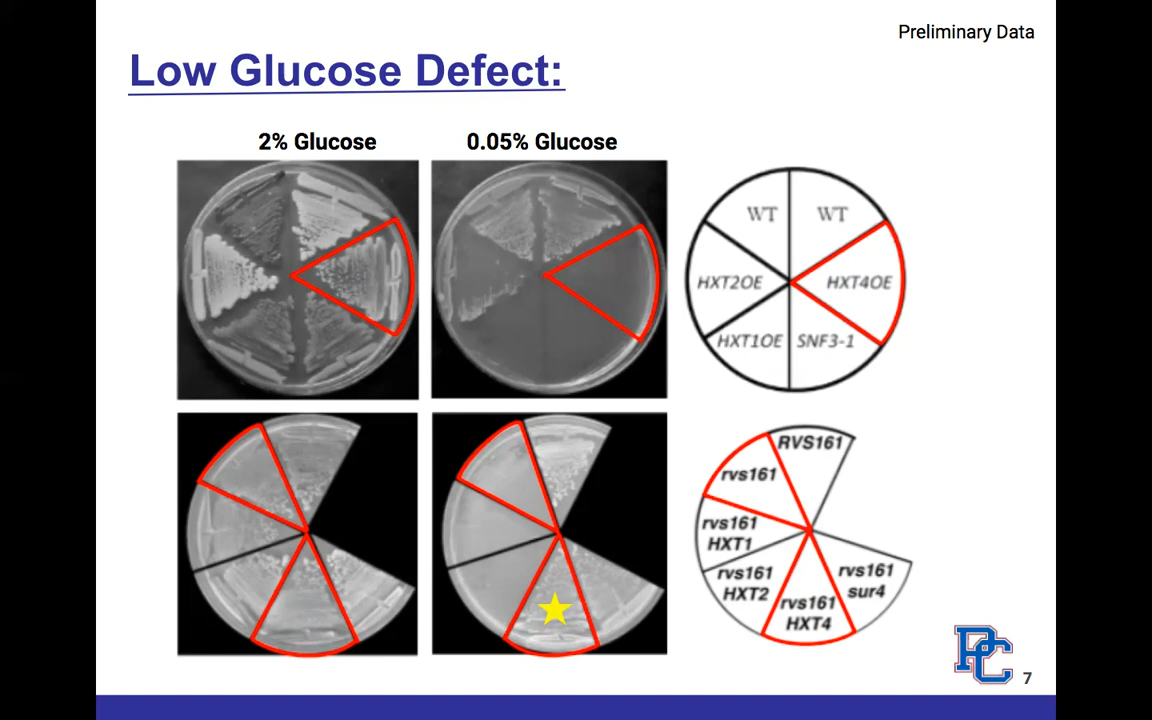 Preliminary Data
Low Glucose Defect:
2% Glucose
0.05% Glucose
WT
WT
HXT2OE
HXT4OE
HXT1OE
SNF3-1
RVS161
rvs161
rvs161
HXT1
rvs161
HXT2
rvs161
HXT4
rvs161
sur4
PC
7